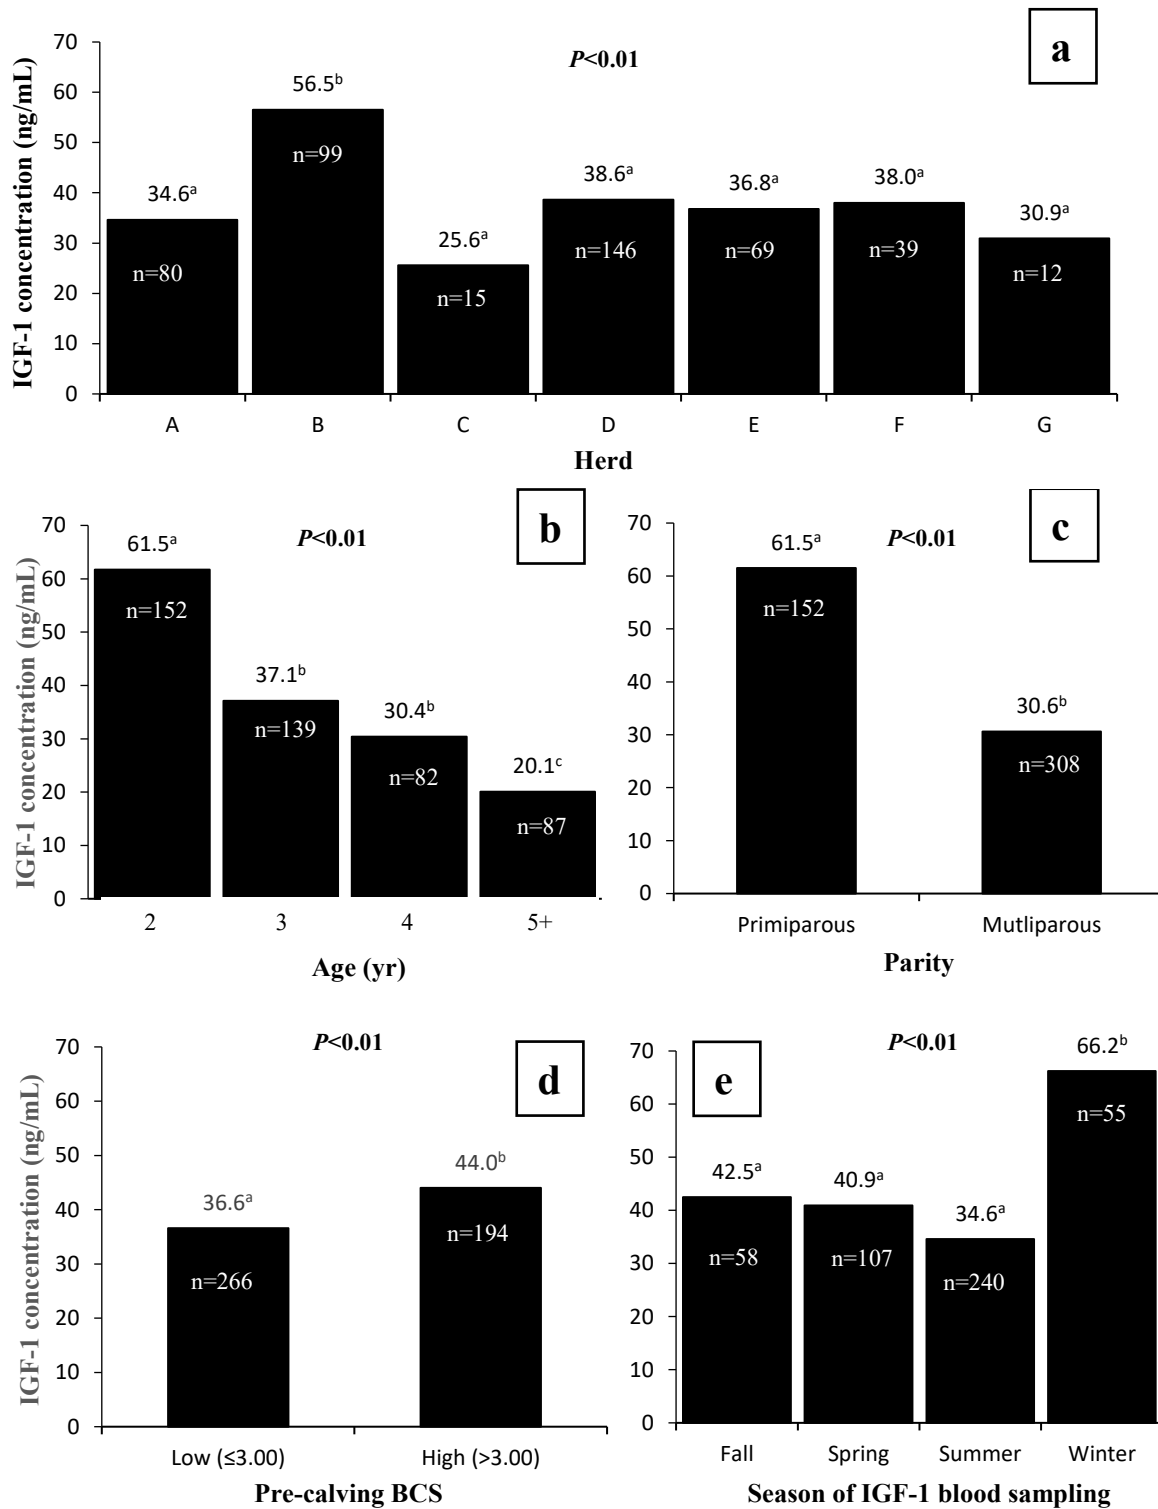 a
P<0.01
IGF-1 concentration (ng/mL)
70
60
50
40
30
20
10
0
34.6a
56.5b
25.6a
38.6a
36.8a
38.0a
30.9a
n=80
n=99
n=15
n=146
n=69
n=39
n=12
A B C D E F G
Herd
b
P<0.01
IGF-1 concentration (ng/mL)
70
60
50
40
30
20
10
0
61.5a
37.1b
30.4b
20.1c
n=152
n=139
n=82
n=87
2 3 4 5+
Age (yr)
c
P<0.01
70
60
50
40
30
20
10
0
61.5a
30.6b
n=152
n=308
Primiparous Mutliparous
Parity
d
P<0.01
IGF-1 concentration (ng/mL)
70
60
50
40
30
20
10
0
36.6a
44.0b
n=266
n=194
Low (≤3.00) High (>3.00)
Pre-calving BCS
e
P<0.01
70
60
50
40
30
20
10
0
42.5a
40.9a
34.6a
66.2b
n=58
n=107
n=240
n=55
Fall Spring Summer Winter
Season of IGF-1 blood sampling